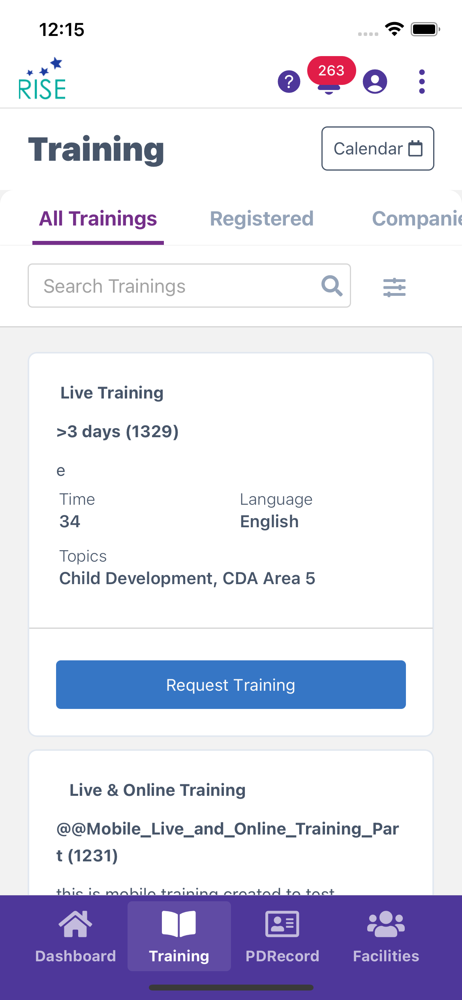 12:15
RISE
?
263
Training
Calendar
All Trainings
Registered
Companie
Search Trainings
Live Training
>3 days (1329)
e
Time
Language
34
English
Topics
Child Development, CDA Area 5
Request Training
Live & Online Training
@@Mobile_Live_and_Online_Training_Par
t (1231)
this is mobile training created to test
Dashboard
Training
PDRecord
Facilities